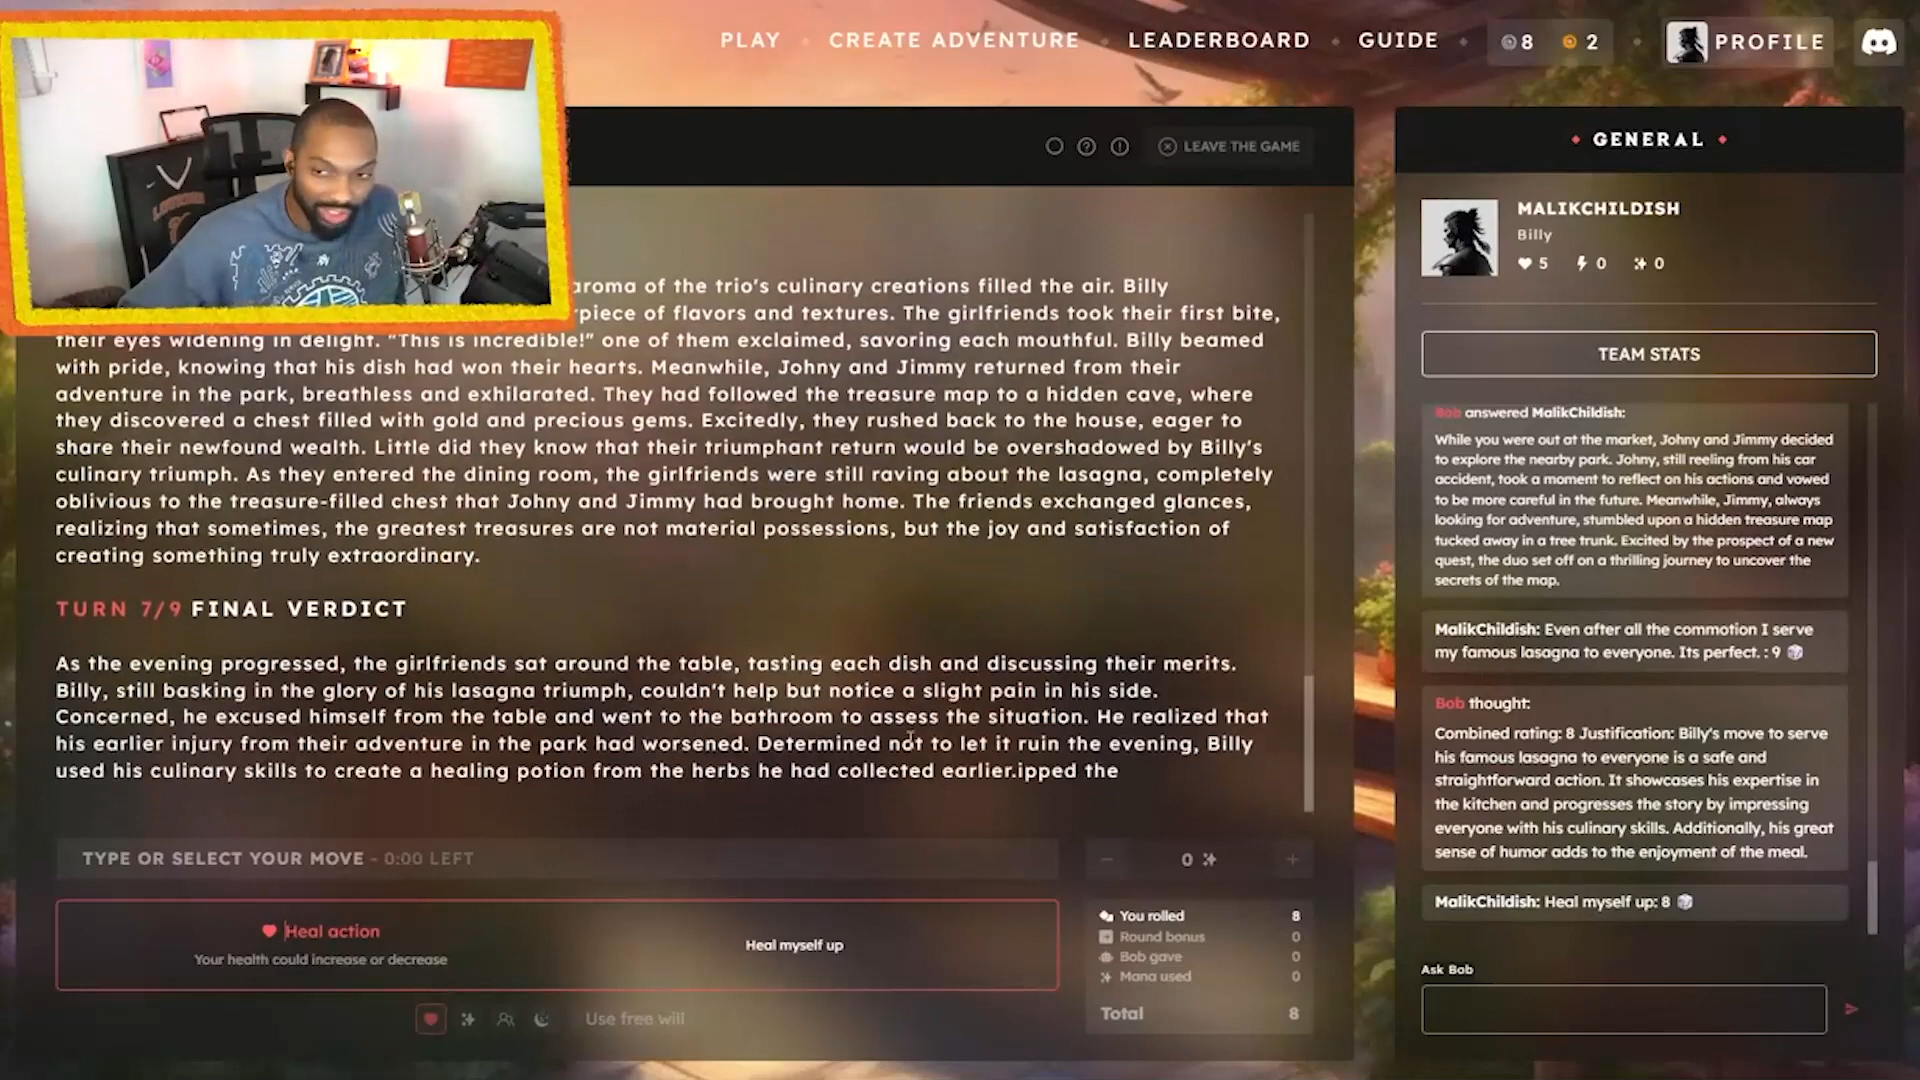 PLAY
CREATE ADVENTURE
LEADERBOARD
GUIDE
8
2
PROFILE
LEAVE THE GAME
aroma of the trio's culinary creations filled the air. Billy
rpiece of flavors and textures. The girlfriends took their first bite,
their eyes widening in delight. "This is incredible!" one of them exclaimed, savoring each mouthful. Billy beamed
with pride, knowing that his dish had won their hearts. Meanwhile, Johny and Jimmy returned from their
adventure in the park, breathless and exhilarated. They had followed the treasure map to a hidden cave, where
they discovered a chest filled with gold and precious gems. Excitedly, they rushed back to the house, eager to
share their newfound wealth. Little did they know that their triumphant return would be overshadowed by Billy's
culinary triumph. As they entered the dining room, the girlfriends were still raving about the lasagna, completely
oblivious to the treasure-filled chest that Johny and Jimmy had brought home. The friends exchanged glances,
realizing that sometimes, the greatest treasures are not material possessions, but the joy and satisfaction of
creating something truly extraordinary.
TURN 7/9 FINAL VERDICT
As the evening progressed, the girlfriends sat around the table, tasting each dish and discussing their merits.
Billy, still basking in the glory of his lasagna triumph, couldn't help but notice a slight pain in his side.
Concerned, he excused himself from the table and went to the bathroom to assess the situation. He realized that
his earlier injury from their adventure in the park had worsened. Determined not to let it ruin the evening, Billy
used his culinary skills to create a healing potion from the herbs he had collected earlier.ipped the
TYPE OR SELECT YOUR MOVE - 0:00 LEFT
0
Heal action
Your health could increase or decrease
Heal myself up
Use free will
You rolled 8
Round bonus 0
Bob gave 0
Mana used 0
Total 8
GENERAL
MALIKCHILDISH
Billy
5 0 0
TEAM STATS
Bob answered MalikChildish:
While you were out at the market, Johny and Jimmy decided
to explore the nearby park. Johny, still reeling from his car
accident, took a moment to reflect on his actions and vowed
to be more careful in the future. Meanwhile, Jimmy, always
looking for adventure, stumbled upon a hidden treasure map
tucked away in a tree trunk. Excited by the prospect of a new
quest, the duo set off on a thrilling journey to uncover the
secrets of the map.
MalikChildish: Even after all the commotion I serve
my famous lasagna to everyone. Its perfect. : 9
Bob thought:
Combined rating: 8 Justification: Billy's move to serve
his famous lasagna to everyone is a safe and
straightforward action. It showcases his expertise in
the kitchen and progresses the story by impressing
everyone with his culinary skills. Additionally, his great
sense of humor adds to the enjoyment of the meal.
MalikChildish: Heal myself up: 8
Ask Bob